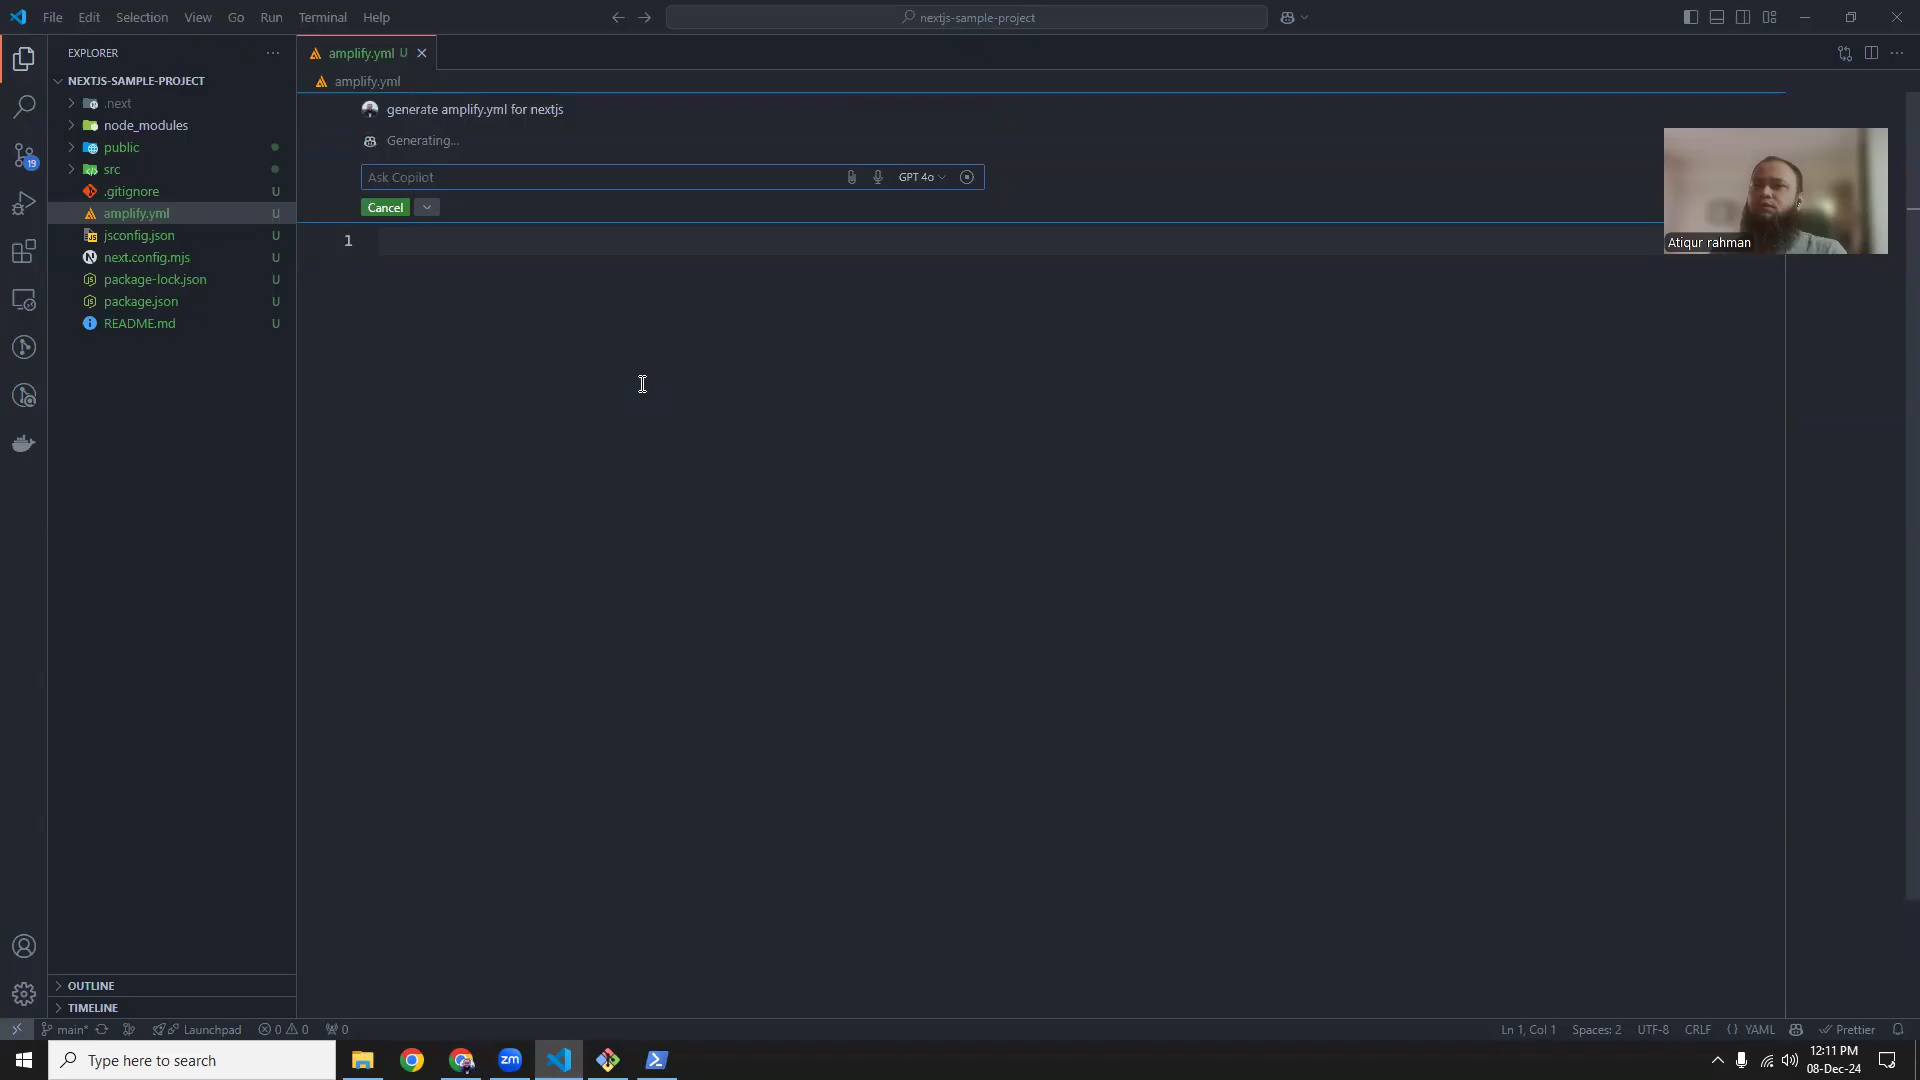 File Edit Selection View Go Run Terminal Help
nextjs-sample-project
EXPLORER
NEXTJS-SAMPLE-PROJECT
.next
node_modules
public
src
.gitignore U
amplify.yml U
jsconfig.json U
next.config.mjs U
package-lock.json U
package.json U
README.md U
OUTLINE
TIMELINE
19
amplify.yml U
amplify.yml
generate amplify.yml for nextjs
Generating...
Ask Copilot GPT 4o
Cancel
1
Atiqur rahman
main* Launchpad 0 0 0
Ln 1, Col 1 Spaces: 2 UTF-8 CRLF {} YAML Prettier
Type here to search
zm
12:11 PM
08-Dec-24